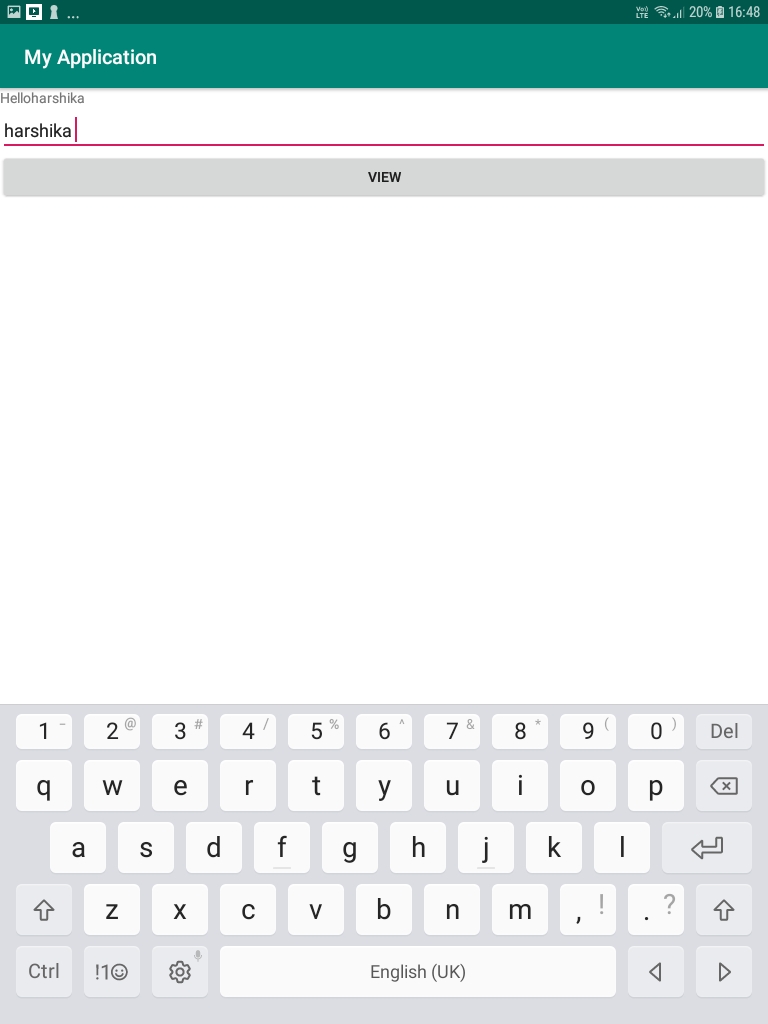 ... Vo)) LTE 20% 16:48
My Application
Helloharshika
harshika
VIEW
1 − 2 @ 3 # 4 / 5 % 6 ^ 7 & 8 * 9 ( 0 ) Del
q w e r t y u i o p
a s d f g h j k l
z x c v b n m , ! . ?
Ctrl !1☺ English (UK)